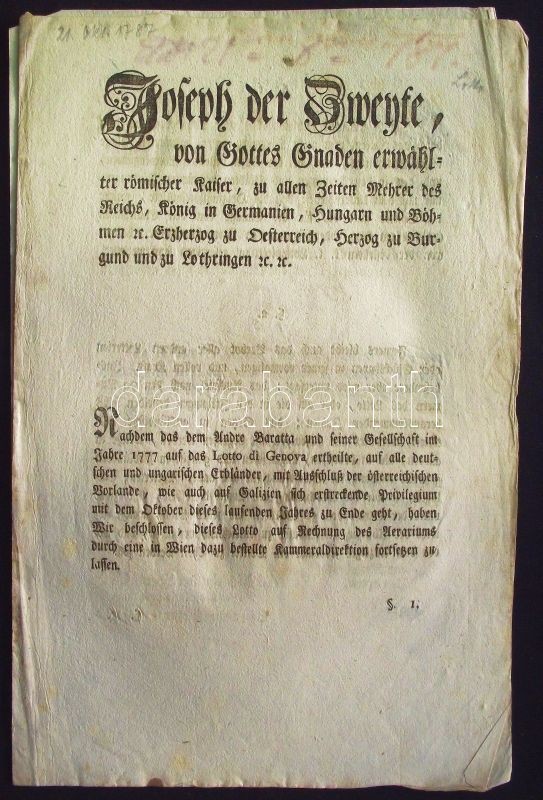 21. Okt 1787
Joseph der Zweyte,
von Gottes Gnaden erwähl-
ter römischer Kaiser, zu allen Zeiten Mehrer des
Reichs, König in Germanien, Hungarn und Böh-
men ꝛc. Erzherzog zu Oesterreich, Herzog zu Bur-
gund und zu Lothringen ꝛc. ꝛc.
darabanth
Nachdem das dem Andre Baratta und seiner Gesellschaft im
Jahre 1777 auf das Lotto di Genova ertheilte, auf alle deut-
schen und ungarischen Erbländer, mit Ausschluß der österreichischen
Vorlande, wie auch auf Galizien sich erstreckende Privilegium
mit dem Oktober dieses laufenden Jahres zu Ende geht, haben
Wir beschlossen, dieses Lotto auf Rechnung des Aerariums
durch eine in Wien dazu bestellte Kammeraldirektion fortsetzen zu
lassen.
§. 1.